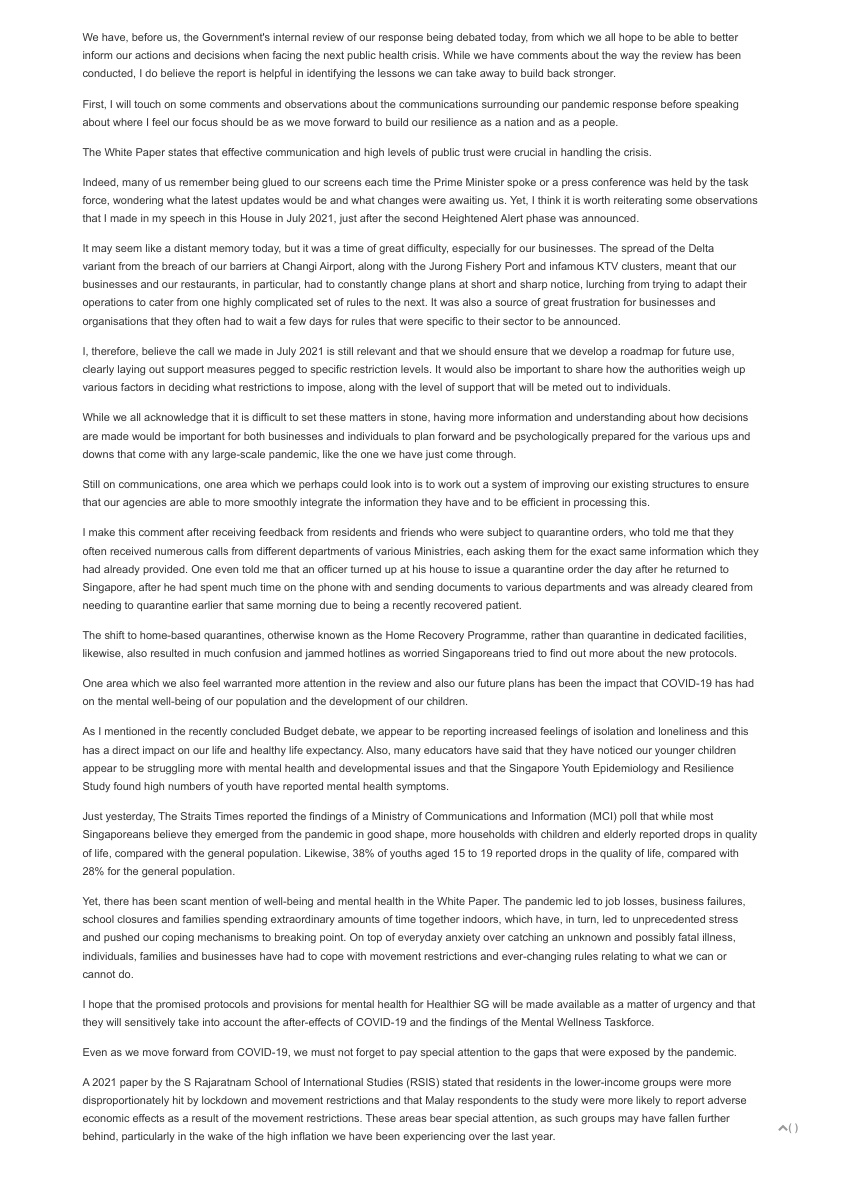 We have, before us, the Government's internal review of our response being debated today, from which we all hope to be able to better
inform our actions and decisions when facing the next public health crisis. While we have comments about the way the review has been
conducted, I do believe the report is helpful in identifying the lessons we can take away to build back stronger.
First, I will touch on some comments and observations about the communications surrounding our pandemic response before speaking
about where I feel our focus should be as we move forward to build our resilience as a nation and as a people.
The White Paper states that effective communication and high levels of public trust were crucial in handling the crisis.
Indeed, many of us remember being glued to our screens each time the Prime Minister spoke or a press conference was held by the task
force, wondering what the latest updates would be and what changes were awaiting us. Yet, I think it is worth reiterating some observations
that I made in my speech in this House in July 2021, just after the second Heightened Alert phase was announced.
It may seem like a distant memory today, but it was a time of great difficulty, especially for our businesses. The spread of the Delta
variant from the breach of our barriers at Changi Airport, along with the Jurong Fishery Port and infamous KTV clusters, meant that our
businesses and our restaurants, in particular, had to constantly change plans at short and sharp notice, lurching from trying to adapt their
operations to cater from one highly complicated set of rules to the next. It was also a source of great frustration for businesses and
organisations that they often had to wait a few days for rules that were specific to their sector to be announced.
I, therefore, believe the call we made in July 2021 is still relevant and that we should ensure that we develop a roadmap for future use,
clearly laying out support measures pegged to specific restriction levels. It would also be important to share how the authorities weigh up
various factors in deciding what restrictions to impose, along with the level of support that will be meted out to individuals.
While we all acknowledge that it is difficult to set these matters in stone, having more information and understanding about how decisions
are made would be important for both businesses and individuals to plan forward and be psychologically prepared for the various ups and
downs that come with any large-scale pandemic, like the one we have just come through.
Still on communications, one area which we perhaps could look into is to work out a system of improving our existing structures to ensure
that our agencies are able to more smoothly integrate the information they have and to be efficient in processing this.
I make this comment after receiving feedback from residents and friends who were subject to quarantine orders, who told me that they
often received numerous calls from different departments of various Ministries, each asking them for the exact same information which they
had already provided. One even told me that an officer turned up at his house to issue a quarantine order the day after he returned to
Singapore, after he had spent much time on the phone with and sending documents to various departments and was already cleared from
needing to quarantine earlier that same morning due to being a recently recovered patient.
The shift to home-based quarantines, otherwise known as the Home Recovery Programme, rather than quarantine in dedicated facilities,
likewise, also resulted in much confusion and jammed hotlines as worried Singaporeans tried to find out more about the new protocols.
One area which we also feel warranted more attention in the review and also our future plans has been the impact that COVID-19 has had
on the mental well-being of our population and the development of our children.
As I mentioned in the recently concluded Budget debate, we appear to be reporting increased feelings of isolation and loneliness and this
has a direct impact on our life and healthy life expectancy. Also, many educators have said that they have noticed our younger children
appear to be struggling more with mental health and developmental issues and that the Singapore Youth Epidemiology and Resilience
Study found high numbers of youth have reported mental health symptoms.
Just yesterday, The Straits Times reported the findings of a Ministry of Communications and Information (MCI) poll that while most
Singaporeans believe they emerged from the pandemic in good shape, more households with children and elderly reported drops in quality
of life, compared with the general population. Likewise, 38% of youths aged 15 to 19 reported drops in the quality of life, compared with
28% for the general population.
Yet, there has been scant mention of well-being and mental health in the White Paper. The pandemic led to job losses, business failures,
school closures and families spending extraordinary amounts of time together indoors, which have, in turn, led to unprecedented stress
and pushed our coping mechanisms to breaking point. On top of everyday anxiety over catching an unknown and possibly fatal illness,
individuals, families and businesses have had to cope with movement restrictions and ever-changing rules relating to what we can or
cannot do.
I hope that the promised protocols and provisions for mental health for Healthier SG will be made available as a matter of urgency and that
they will sensitively take into account the after-effects of COVID-19 and the findings of the Mental Wellness Taskforce.
Even as we move forward from COVID-19, we must not forget to pay special attention to the gaps that were exposed by the pandemic.
A 2021 paper by the S Rajaratnam School of International Studies (RSIS) stated that residents in the lower-income groups were more
disproportionately hit by lockdown and movement restrictions and that Malay respondents to the study were more likely to report adverse
economic effects as a result of the movement restrictions. These areas bear special attention, as such groups may have fallen further
behind, particularly in the wake of the high inflation we have been experiencing over the last year.
( )